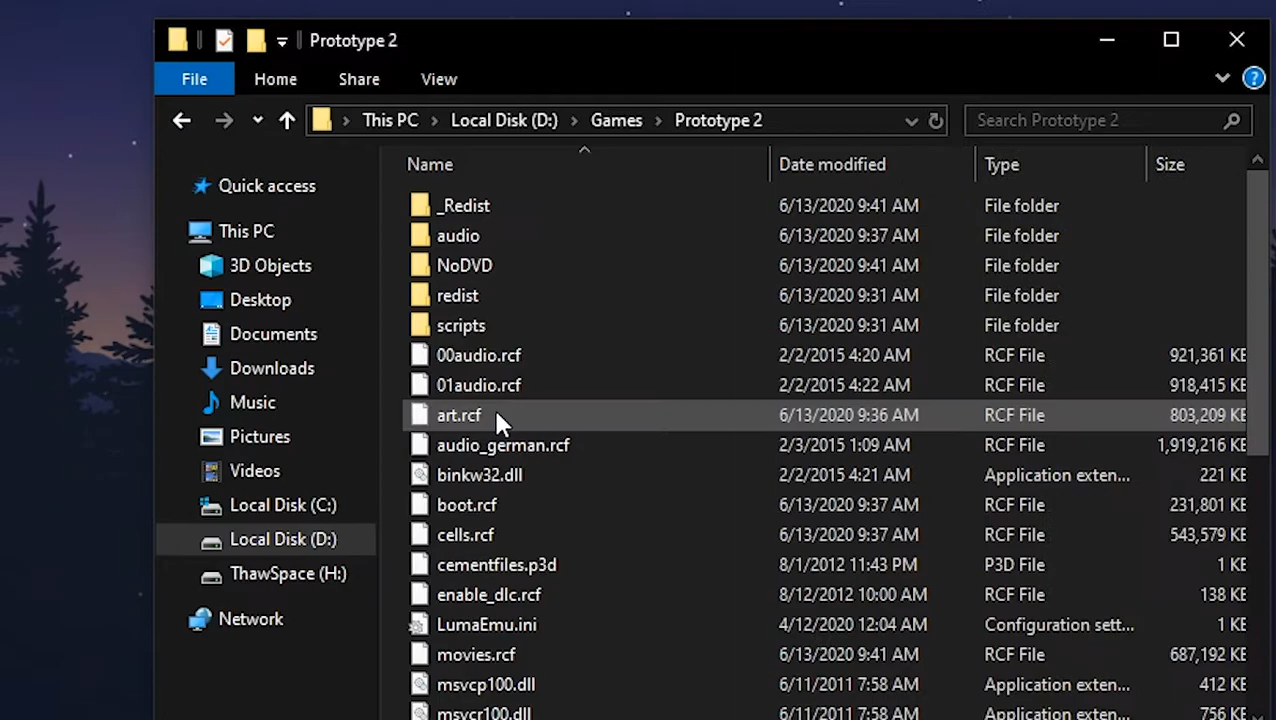 Prototype 2
File Home Share View
This PC Local Disk (D:) Games Prototype 2 Search Prototype 2
Name Date modified Type Size
Quick access
This PC
3D Objects
Desktop
Documents
Downloads
Music
Pictures
Videos
Local Disk (C:)
Local Disk (D:)
ThawSpace (H:)
Network
_Redist 6/13/2020 9:41 AM File folder
audio 6/13/2020 9:37 AM File folder
NoDVD 6/13/2020 9:41 AM File folder
redist 6/13/2020 9:31 AM File folder
scripts 6/13/2020 9:31 AM File folder
00audio.rcf 2/2/2015 4:20 AM RCF File 921,361 KB
01audio.rcf 2/2/2015 4:22 AM RCF File 918,415 KB
art.rcf 6/13/2020 9:36 AM RCF File 803,209 KB
audio_german.rcf 2/3/2015 1:09 AM RCF File 1,919,216 KB
binkw32.dll 2/2/2015 4:21 AM Application exten... 221 KB
boot.rcf 6/13/2020 9:37 AM RCF File 231,801 KB
cells.rcf 6/13/2020 9:37 AM RCF File 543,579 KB
cementfiles.p3d 8/1/2012 11:43 PM P3D File 1 KB
enable_dlc.rcf 8/12/2012 10:00 AM RCF File 138 KB
LumaEmu.ini 4/12/2020 12:04 AM Configuration sett... 1 KB
movies.rcf 6/13/2020 9:41 AM RCF File 687,192 KB
msvcp100.dll 6/11/2011 7:58 AM Application exten... 412 KB
msvcr100.dll 6/11/2011 7:58 AM Application exten... 756 KB